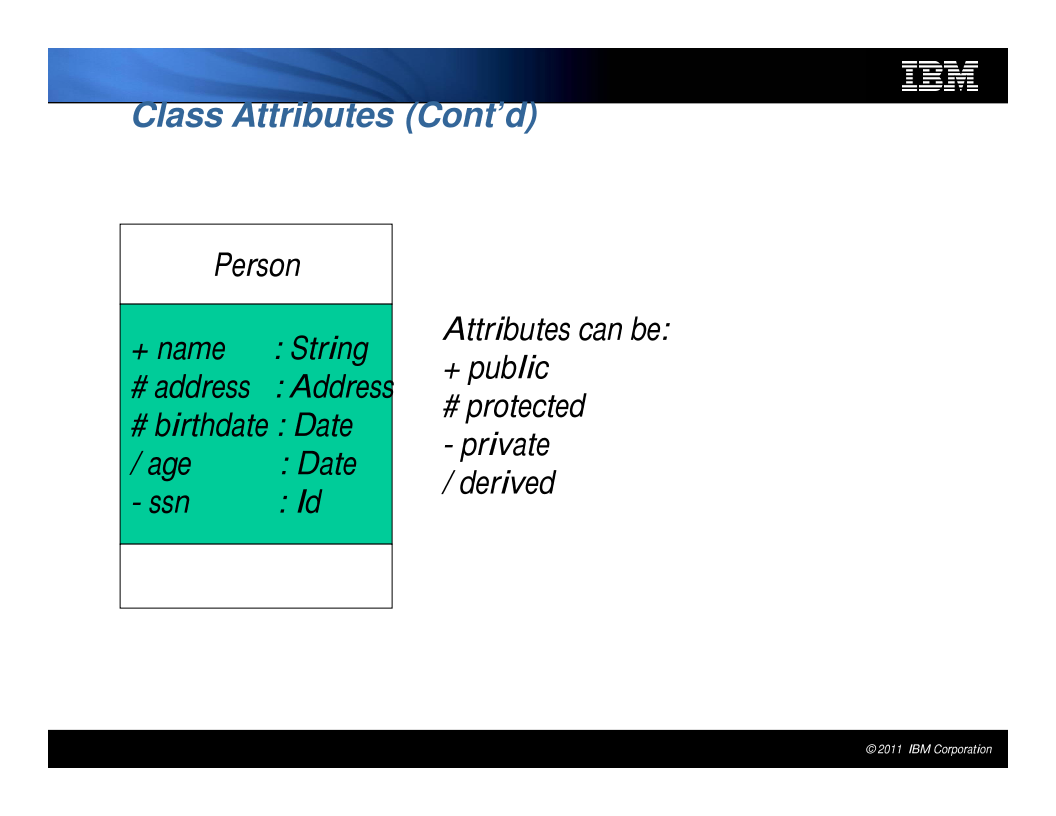 IBM
Class Attributes (Cont’d)
Person
+ name : String
# address : Address
# birthdate : Date
/ age : Date
- ssn : Id
Attributes can be:
+ public
# protected
- private
/ derived
© 2011 IBM Corporation